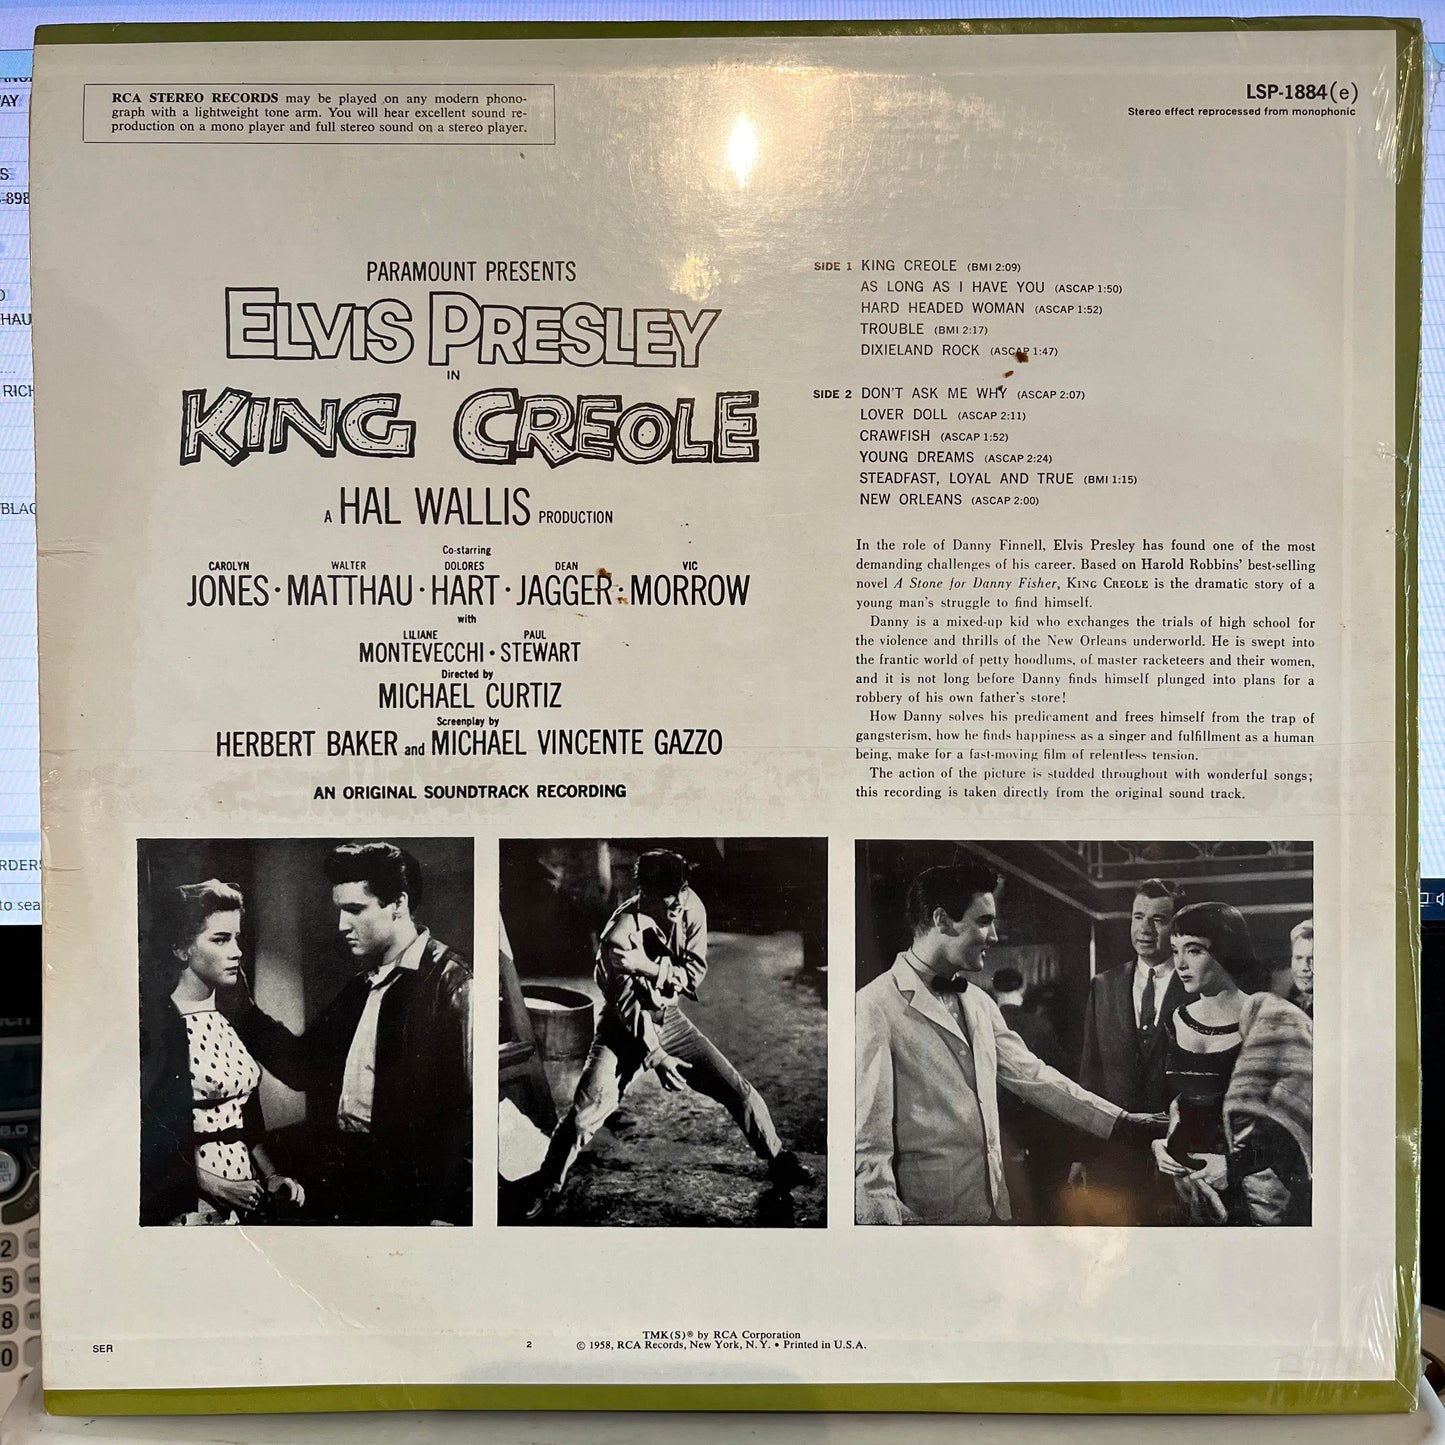 RCA STEREO RECORDS may be played on any modern phono-
graph with a lightweight tone arm. You will hear excellent sound re-
production on a mono player and full stereo sound on a stereo player.
LSP-1884(e)
Stereo effect reprocessed from monophonic
PARAMOUNT PRESENTS
ELVIS PRESLEY
IN
KING CREOLE
A HAL WALLIS PRODUCTION
Co-starring
CAROLYN WALTER DOLORES DEAN VIC
JONES · MATTHAU · HART · JAGGER · MORROW
with
LILIANE PAUL
MONTEVECCHI · STEWART
Directed by
MICHAEL CURTIZ
Screenplay by
HERBERT BAKER and MICHAEL VINCENTE GAZZO
AN ORIGINAL SOUNDTRACK RECORDING
SIDE 1 KING CREOLE (BMI 2:09)
AS LONG AS I HAVE YOU (ASCAP 1:50)
HARD HEADED WOMAN (ASCAP 1:52)
TROUBLE (BMI 2:17)
DIXIELAND ROCK (ASCAP 1:47)
SIDE 2 DON'T ASK ME WHY (ASCAP 2:07)
LOVER DOLL (ASCAP 2:11)
CRAWFISH (ASCAP 1:52)
YOUNG DREAMS (ASCAP 2:24)
STEADFAST, LOYAL AND TRUE (BMI 1:15)
NEW ORLEANS (ASCAP 2:00)
In the role of Danny Finnell, Elvis Presley has found one of the most
demanding challenges of his career. Based on Harold Robbins' best-selling
novel A Stone for Danny Fisher, KING CREOLE is the dramatic story of a
young man's struggle to find himself.
Danny is a mixed-up kid who exchanges the trials of high school for
the violence and thrills of the New Orleans underworld. He is swept into
the frantic world of petty hoodlums, of master racketeers and their women,
and it is not long before Danny finds himself plunged into plans for a
robbery of his own father's store!
How Danny solves his predicament and frees himself from the trap of
gangsterism, how he finds happiness as a singer and fulfillment as a human
being, make for a fast-moving film of relentless tension.
The action of the picture is studded throughout with wonderful songs;
this recording is taken directly from the original sound track.
SER
2
TMK(S)® by RCA Corporation
© 1958, RCA Records, New York, N.Y. • Printed in U.S.A.
AY
S
-898
HAU
RICH
BLAC
RDERS
to sea
6.0
2
5
8
0